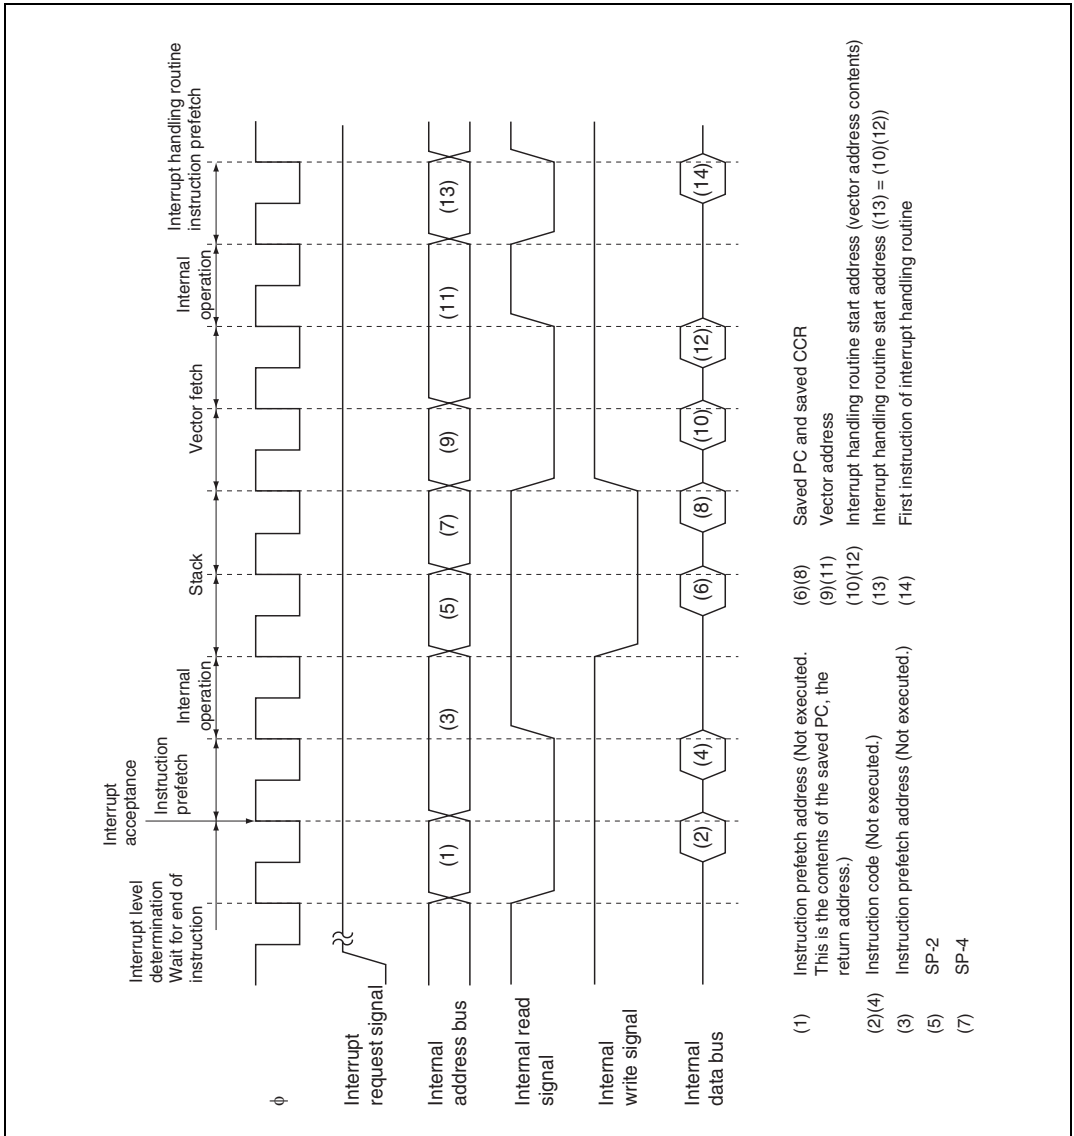 Interrupt level
determination
Wait for end of
instruction
Interrupt
acceptance
Instruction
prefetch
Internal
operation
Stack
Vector fetch
Internal
operation
Interrupt handling routine
instruction prefetch
φ
Interrupt
request signal
Internal
address bus
(1)
(3)
(5)
(7)
(9)
(11)
(13)
Internal read
signal
Internal
write signal
Internal
data bus
(2)
(4)
(6)
(8)
(10)
(12)
(14)
(1) Instruction prefetch address (Not executed.
This is the contents of the saved PC, the
return address.)
(2)(4) Instruction code (Not executed.)
(3) Instruction prefetch address (Not executed.)
(5) SP-2
(7) SP-4
(6)(8) Saved PC and saved CCR
(9)(11) Vector address
(10)(12) Interrupt handling routine start address (vector address contents)
(13) Interrupt handling routine start address ((13) = (10)(12))
(14) First instruction of interrupt handling routine